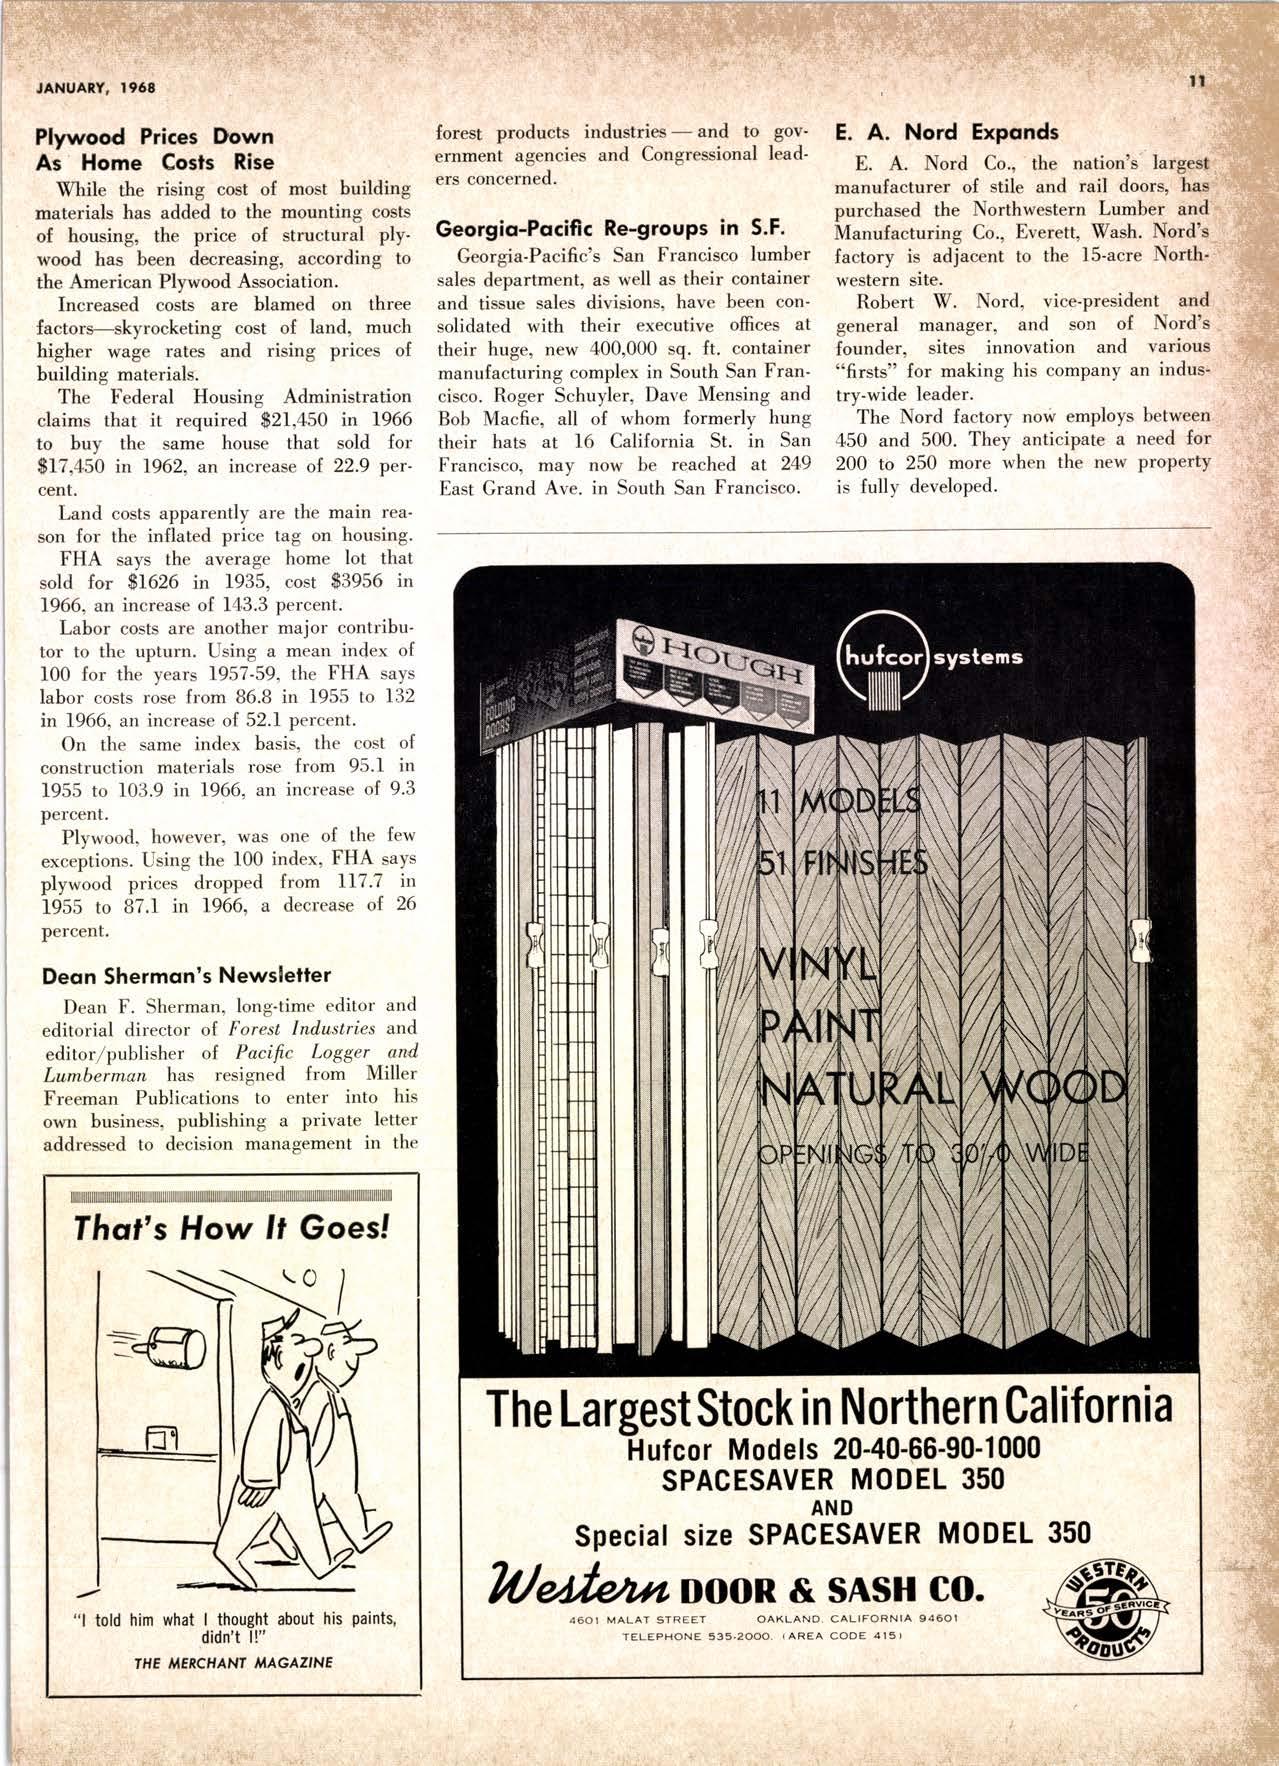 JANUARY, 1968
11
Plywood Prices Down
As Home Costs Rise
While the rising cost of most building
materials has added to the mounting costs
of housing, the price of structural ply-
wood has been decreasing, according to
the American Plywood Association.
Increased costs are blamed on three
factors—skyrocketing cost of land, much
higher wage rates and rising prices of
building materials.
The Federal Housing Administration
claims that it required $21,450 in 1966
to buy the same house that sold for
$17,450 in 1962, an increase of 22.9 per-
cent.
Land costs apparently are the main rea-
son for the inflated price tag on housing.
FHA says the average home lot that
sold for $1626 in 1935, cost $3956 in
1966, an increase of 143.3 percent.
Labor costs are another major contribu-
tor to the upturn. Using a mean index of
100 for the years 1957-59, the FHA says
labor costs rose from 86.8 in 1955 to 132
in 1966, an increase of 52.1 percent.
On the same index basis, the cost of
construction materials rose from 95.1 in
1955 to 103.9 in 1966, an increase of 9.3
percent.
Plywood, however, was one of the few
exceptions. Using the 100 index, FHA says
plywood prices dropped from 117.7 in
1955 to 87.1 in 1966, a decrease of 26
percent.
Dean Sherman's Newsletter
Dean F. Sherman, long-time editor and
editorial director of Forest Industries and
editor/publisher of Pacific Logger and
Lumberman has resigned from Miller
Freeman Publications to enter into his
own business, publishing a private letter
addressed to decision management in the
forest products industries — and to gov-
ernment agencies and Congressional lead-
ers concerned.
Georgia-Pacific Re-groups in S.F.
Georgia-Pacific's San Francisco lumber
sales department, as well as their container
and tissue sales divisions, have been con-
solidated with their executive offices at
their huge, new 400,000 sq. ft. container
manufacturing complex in South San Fran-
cisco. Roger Schuyler, Dave Mensing and
Bob Macfie, all of whom formerly hung
their hats at 16 California St. in San
Francisco, may now be reached at 249
East Grand Ave. in South San Francisco.
E. A. Nord Expands
E. A. Nord Co., the nation's largest
manufacturer of stile and rail doors, has
purchased the Northwestern Lumber and
Manufacturing Co., Everett, Wash. Nord's
factory is adjacent to the 15-acre North-
western site.
Robert W. Nord, vice-president and
general manager, and son of Nord's
founder, sites innovation and various
“firsts” for making his company an indus-
try-wide leader.
The Nord factory now employs between
450 and 500. They anticipate a need for
200 to 250 more when the new property
is fully developed.
That's How It Goes!
"I told him what I thought about his paints,
didn't I!"
THE MERCHANT MAGAZINE
HOUGH
FOLDING
DOORS
hufcor systems
11 MODELS
51 FINISHES
VINYL
PAINT
NATURAL WOOD
OPENINGS TO 30'-0 WIDE
The Largest Stock in Northern California
Hufcor Models 20-40-66-90-1000
SPACESAVER MODEL 350
AND
Special size SPACESAVER MODEL 350
Western DOOR & SASH CO.
4601 MALAT STREET OAKLAND, CALIFORNIA 94601
TELEPHONE 535-2000. (AREA CODE 415)
WESTERN
50
YEARS OF SERVICE
PRODUCTS